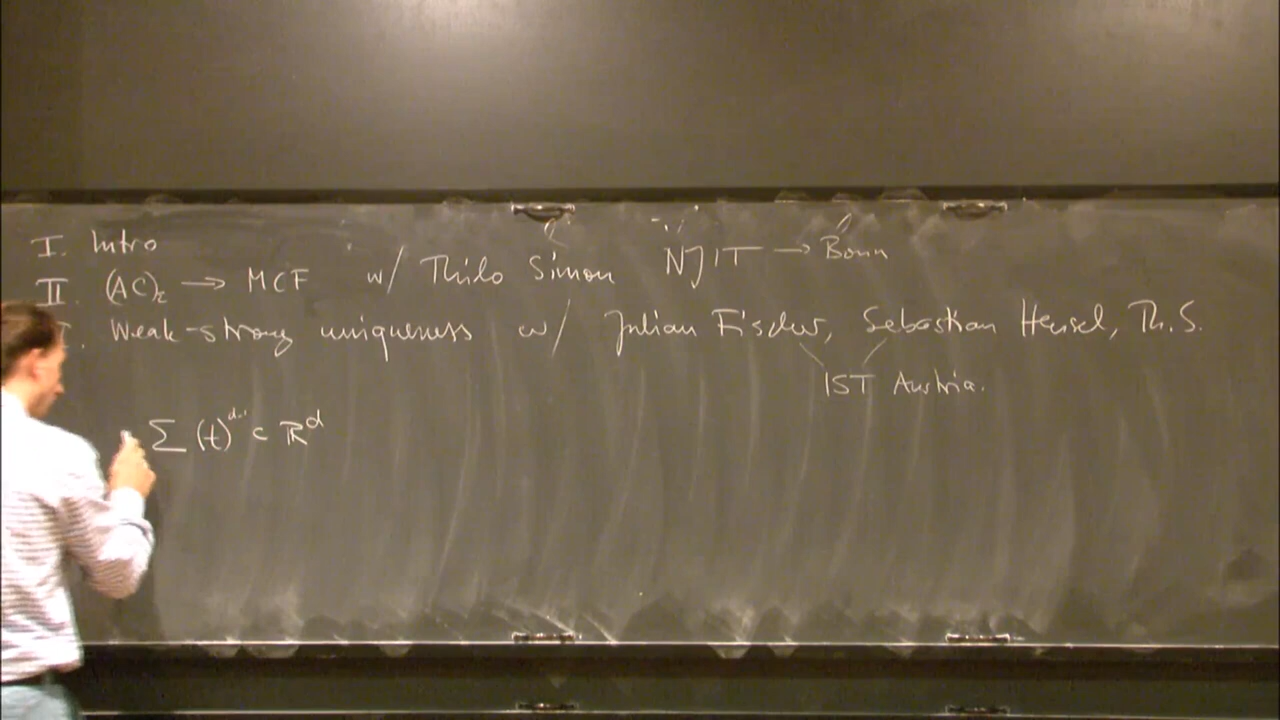 I. Intro
II. (AC)ε → MCF w/ Thilo Simon NJIT → Bonn
I. Weak-strong uniqueness w/ Julian Fischer, Sebastian Hensel, Th. S.
IST Austria.
Σ(t)^{d-1} ⊂ ℝ^d